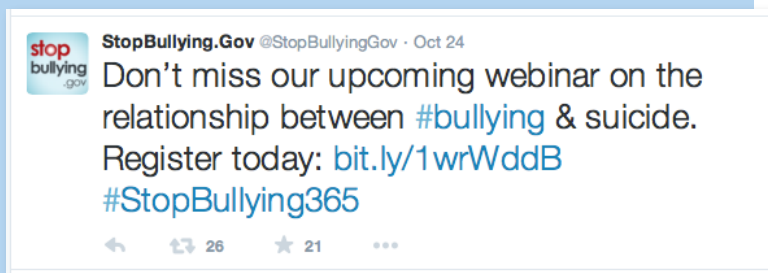 stop
bullying
.gov
StopBullying.Gov @StopBullyingGov · Oct 24
Don’t miss our upcoming webinar on the
relationship between #bullying & suicide.
Register today: bit.ly/1wrWddB
#StopBullying365
26 21